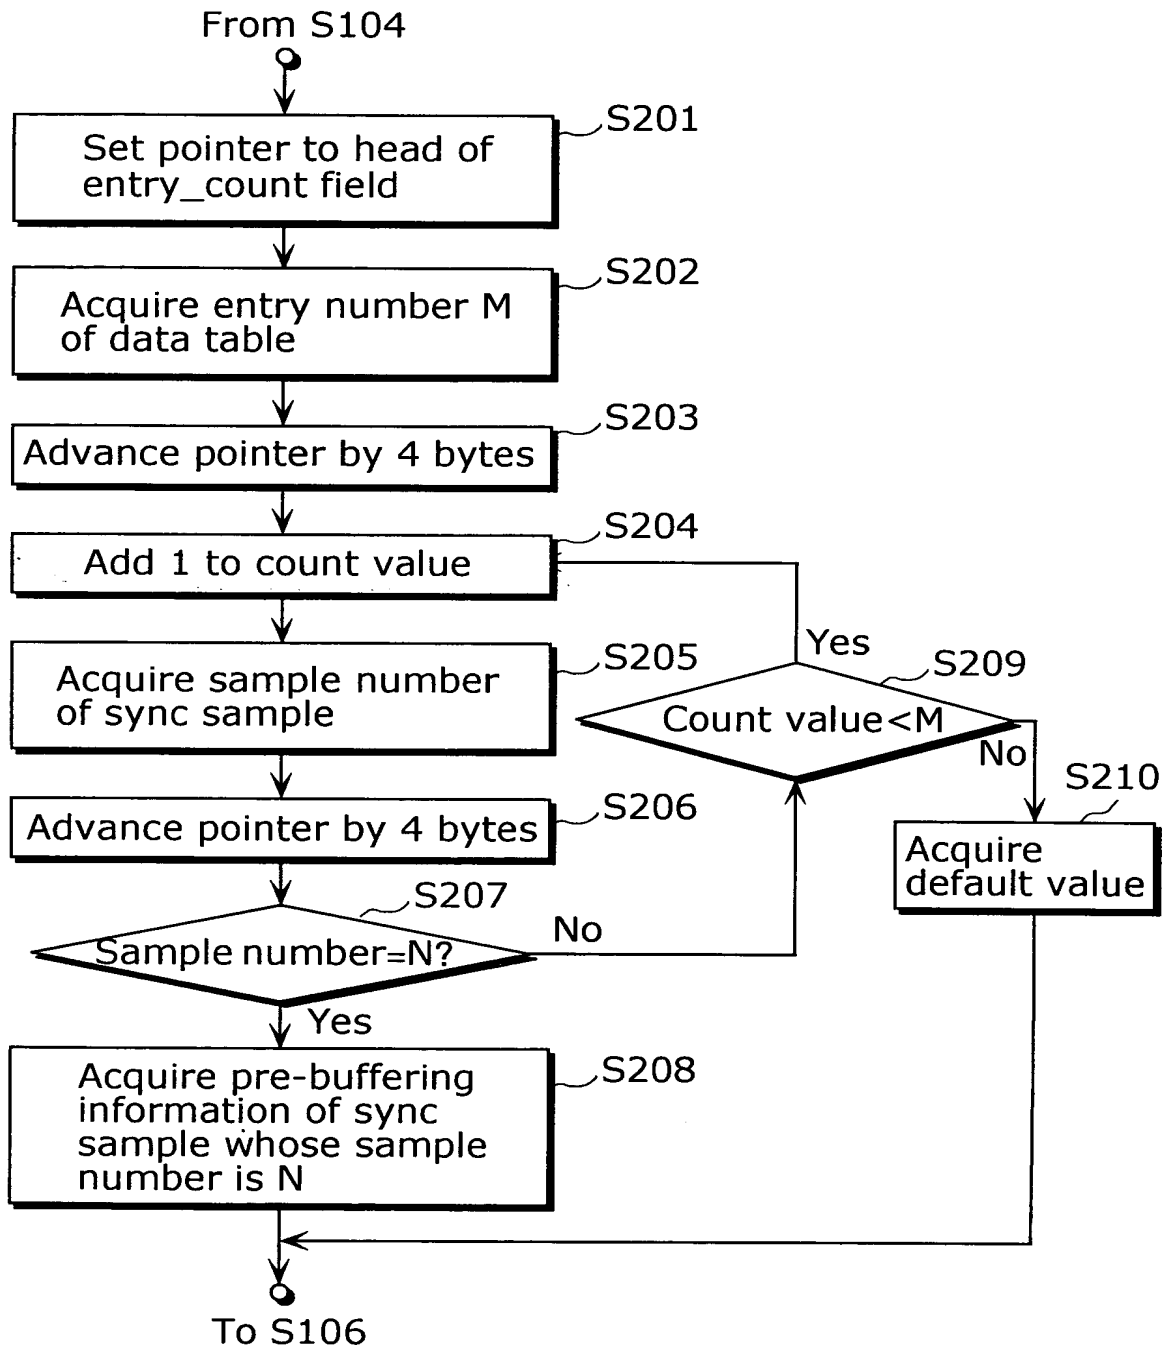 From S104
S201
Set pointer to head of
entry_count field
S202
Acquire entry number M
of data table
S203
Advance pointer by 4 bytes
S204
Add 1 to count value
Yes
S205
Acquire sample number
of sync sample
S209
Count value<M
No
S210
Acquire
default value
S206
Advance pointer by 4 bytes
S207
Sample number=N?
No
Yes
S208
Acquire pre-buffering
information of sync
sample whose sample
number is N
To S106